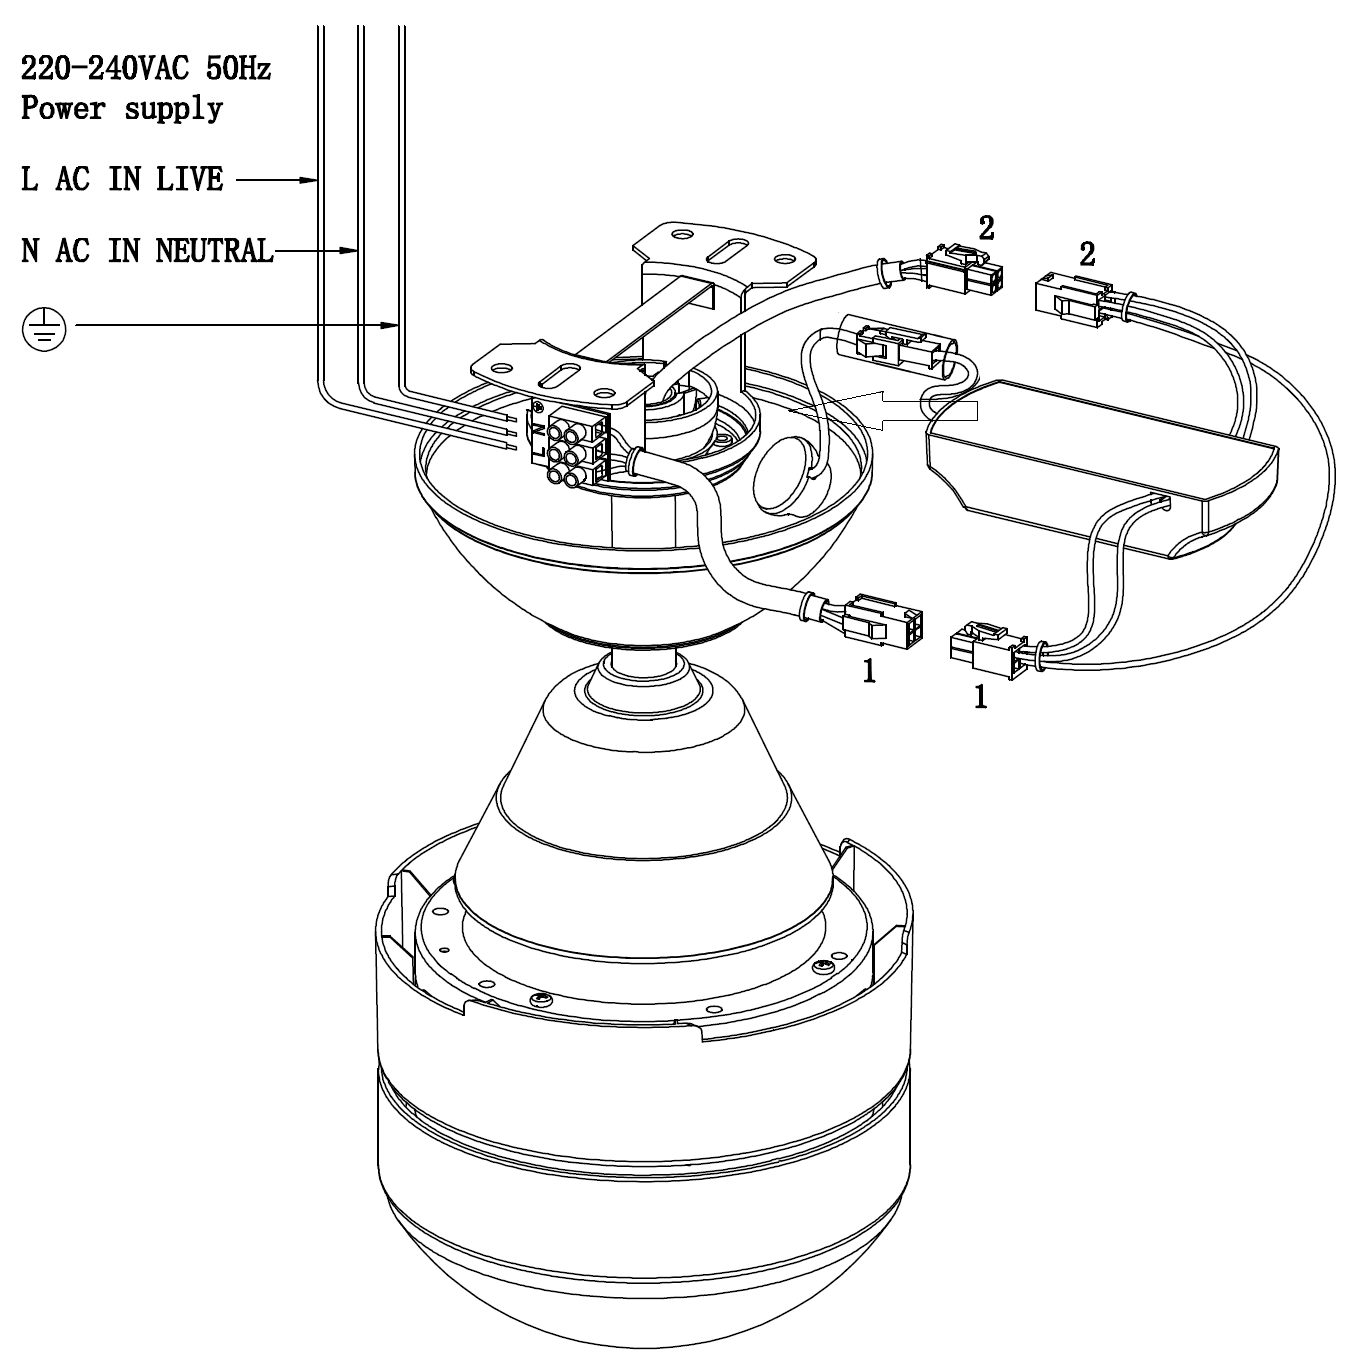 220-240VAC 50Hz
Power supply
L AC IN LIVE
N AC IN NEUTRAL
2
2
N
L
1
1